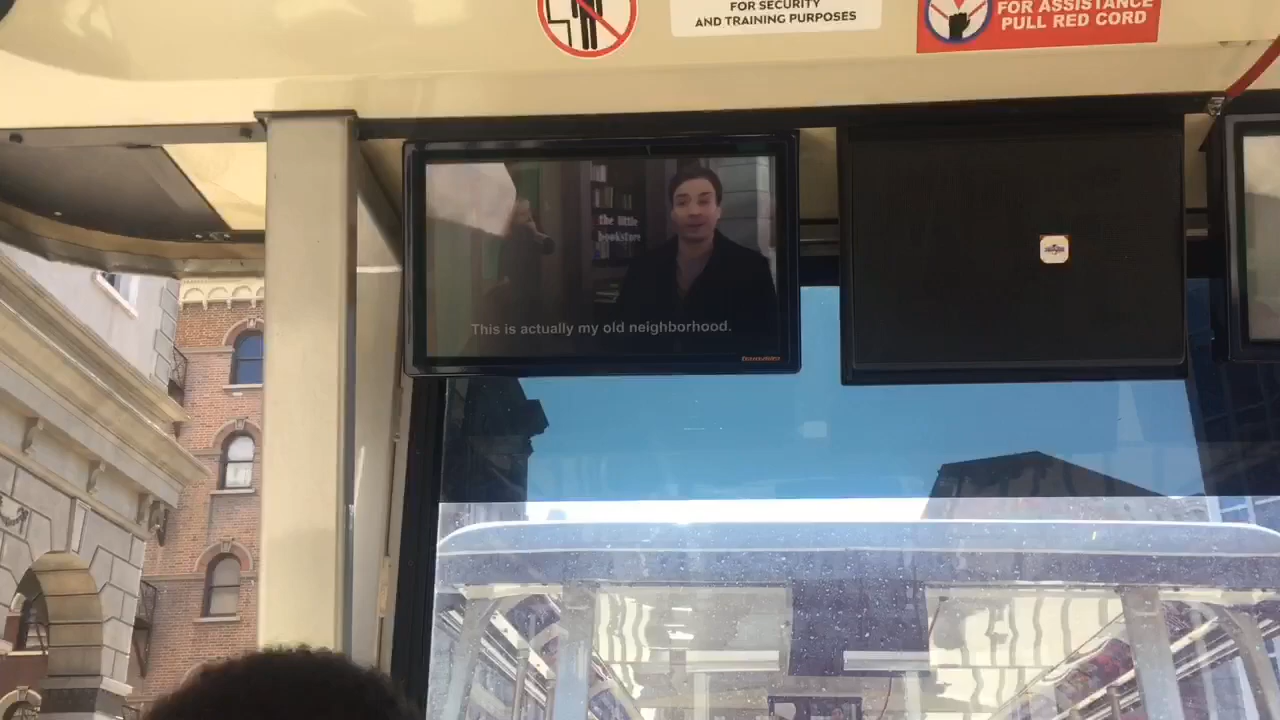 FOR SECURITY
AND TRAINING PURPOSES
FOR ASSISTANCE
PULL RED CORD
the little
bookstore
This is actually my old neighborhood.